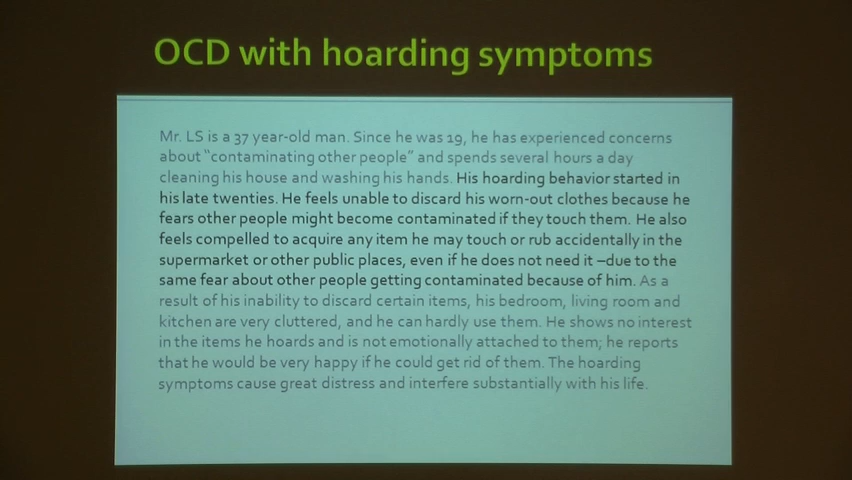 OCD with hoarding symptoms
Mr. LS is a 37 year-old man. Since he was 19, he has experienced concerns
about “contaminating other people” and spends several hours a day
cleaning his house and washing his hands. His hoarding behavior started in
his late twenties. He feels unable to discard his worn-out clothes because he
fears other people might become contaminated if they touch them. He also
feels compelled to acquire any item he may touch or rub accidentally in the
supermarket or other public places, even if he does not need it –due to the
same fear about other people getting contaminated because of him. As a
result of his inability to discard certain items, his bedroom, living room and
kitchen are very cluttered, and he can hardly use them. He shows no interest
in the items he hoards and is not emotionally attached to them; he reports
that he would be very happy if he could get rid of them. The hoarding
symptoms cause great distress and interfere substantially with his life.